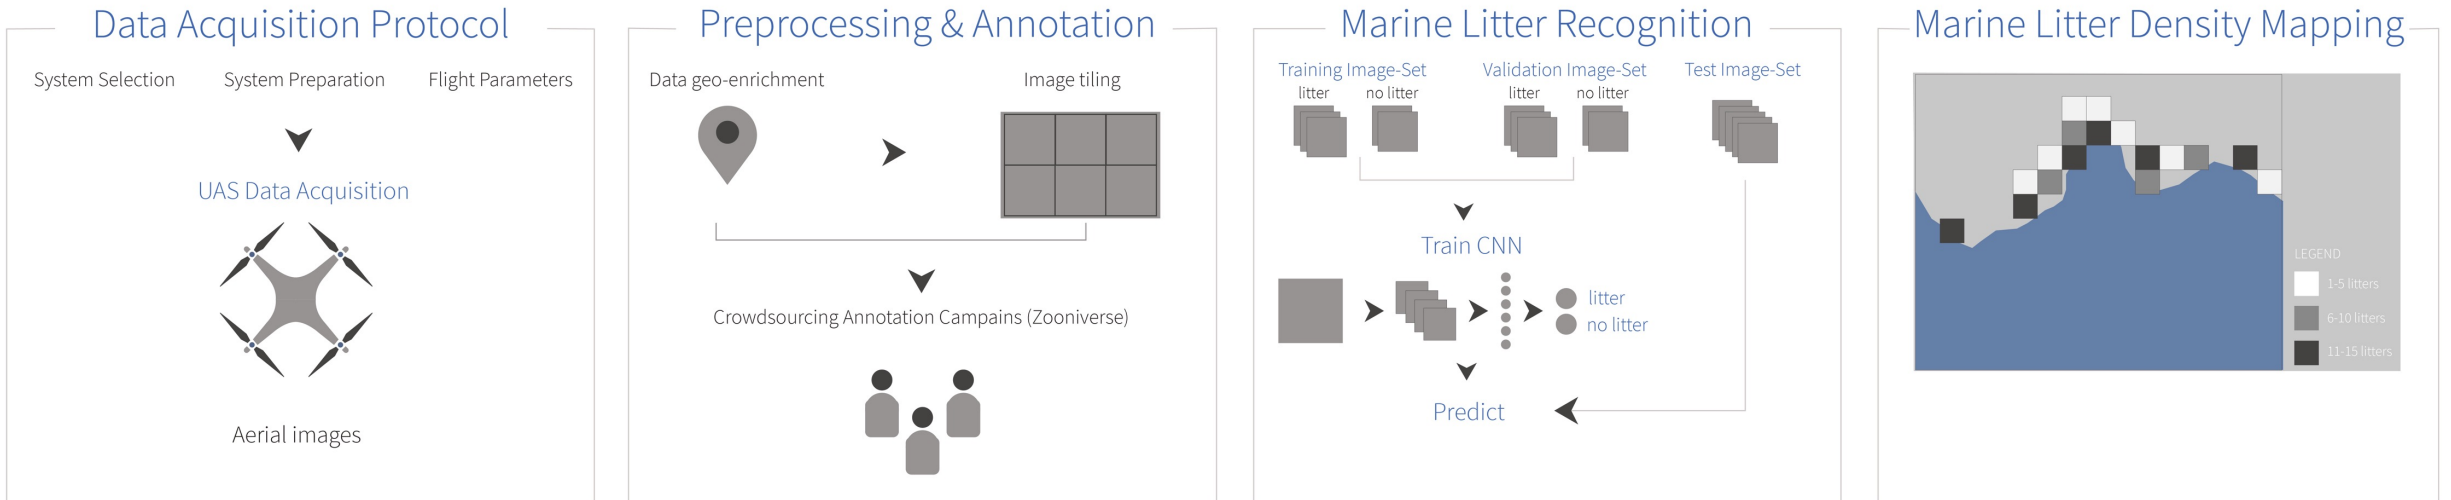 Data Acquisition Protocol
System Selection
System Preparation
Flight Parameters
UAS Data Acquisition
Aerial images
Preprocessing & Annotation
Data geo-enrichment
Image tiling
Crowdsourcing Annotation Campains (Zooniverse)
Marine Litter Recognition
Training Image-Set
litter
no litter
Validation Image-Set
litter
no litter
Test Image-Set
Train CNN
litter
no litter
Predict
Marine Litter Density Mapping
LEGEND
1-5 litters
6-10 litters
11-15 litters